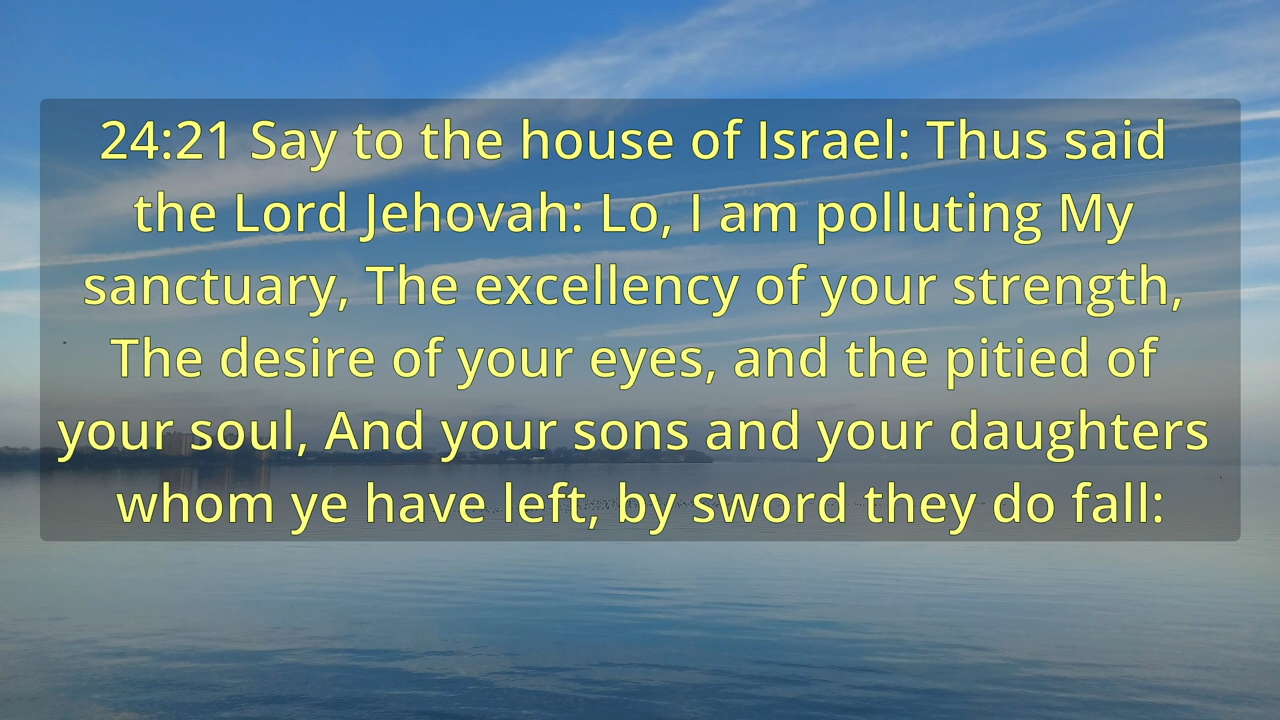 24:21 Say to the house of Israel: Thus said
the Lord Jehovah: Lo, I am polluting My
sanctuary, The excellency of your strength,
The desire of your eyes, and the pitied of
your soul, And your sons and your daughters
whom ye have left, by sword they do fall: